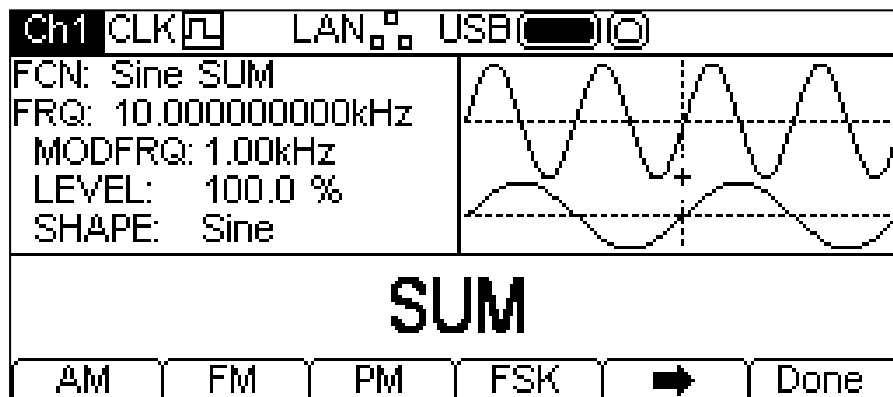 Ch1 CLK LAN USB
FCN: Sine SUM
FRQ: 10.0000000000kHz
MODFRQ: 1.00kHz
LEVEL: 100.0 %
SHAPE: Sine
SUM
AM FM PM FSK Done